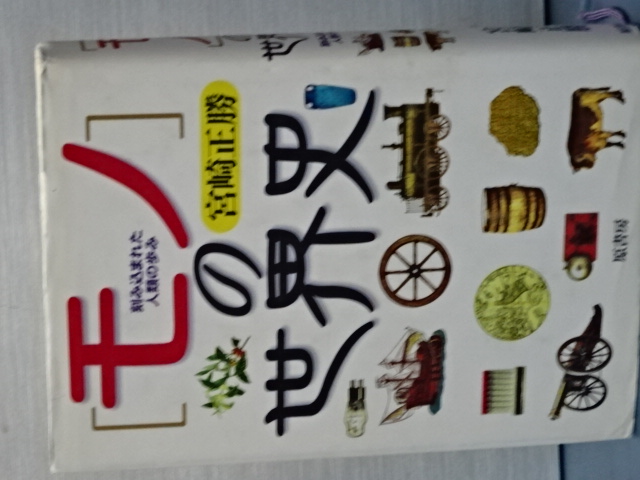 [モノ]
刻み込まれた
人類の歩み
の
世界史
宮崎正勝
原書房